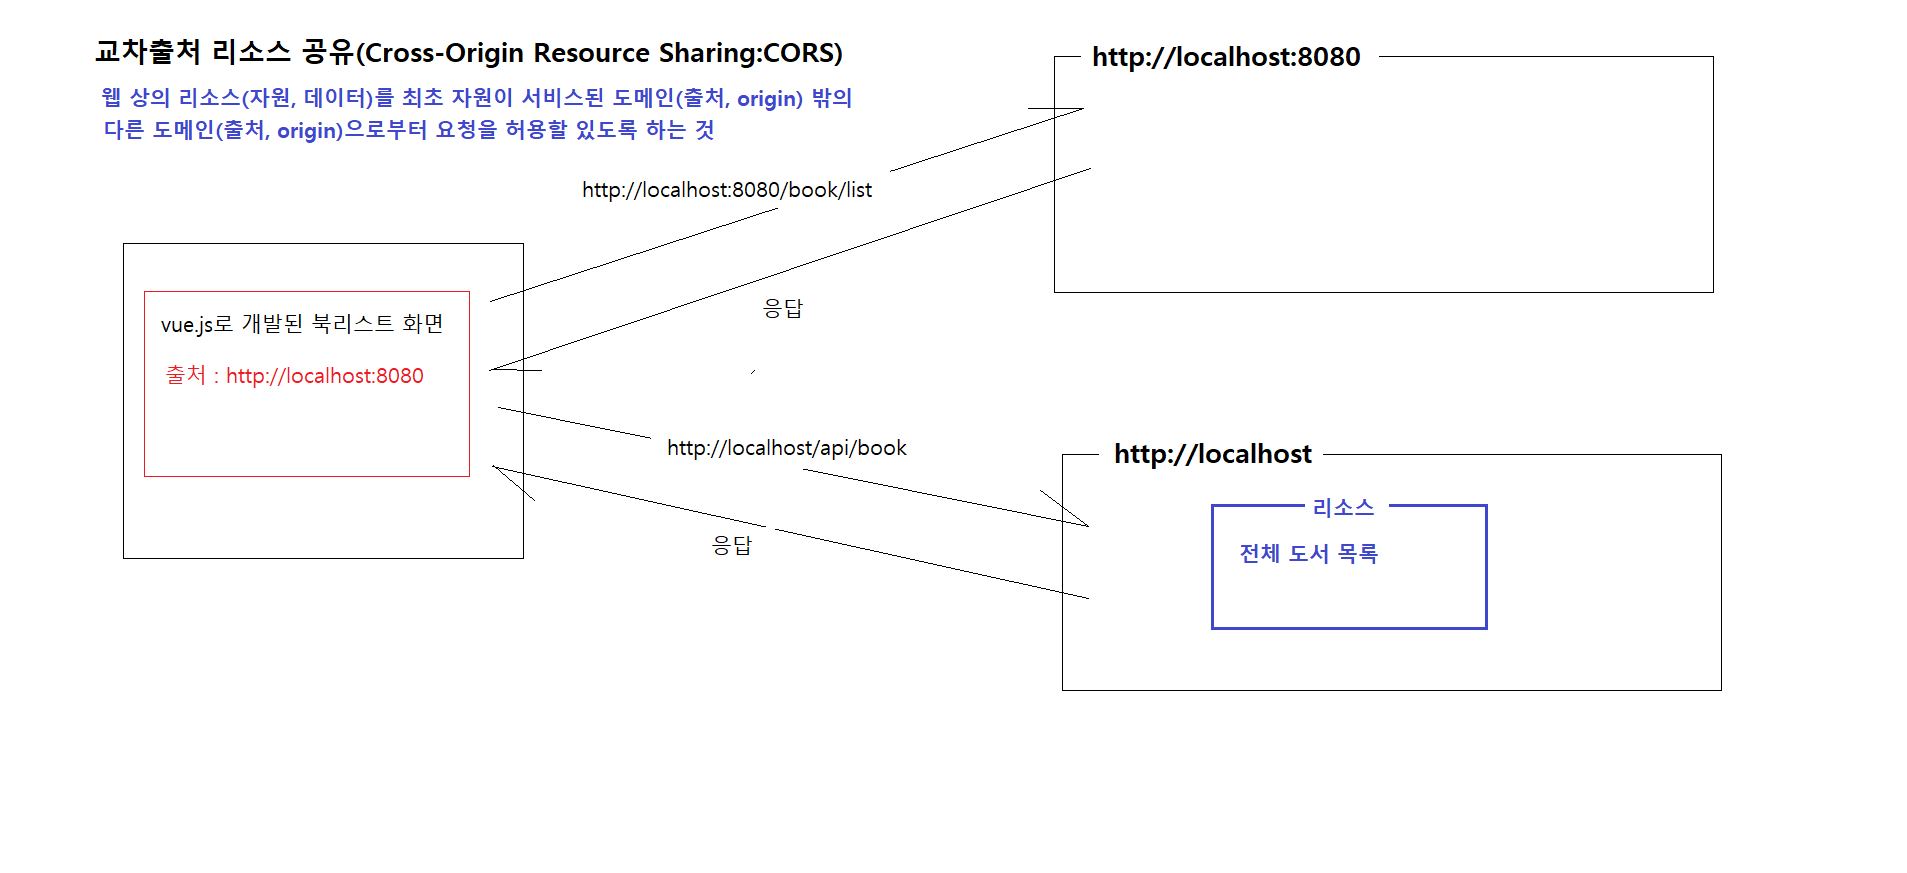 교차출처 리소스 공유(Cross-Origin Resource Sharing:CORS)
웹 상의 리소스(자원, 데이터)를 최초 자원이 서비스된 도메인(출처, origin) 밖의
다른 도메인(출처, origin)으로부터 요청을 허용할 있도록 하는 것
http://localhost:8080
http://localhost:8080/book/list
응답
vue.js로 개발된 북리스트 화면
출처 : http://localhost:8080
http://localhost/api/book
응답
http://localhost
리소스
전체 도서 목록